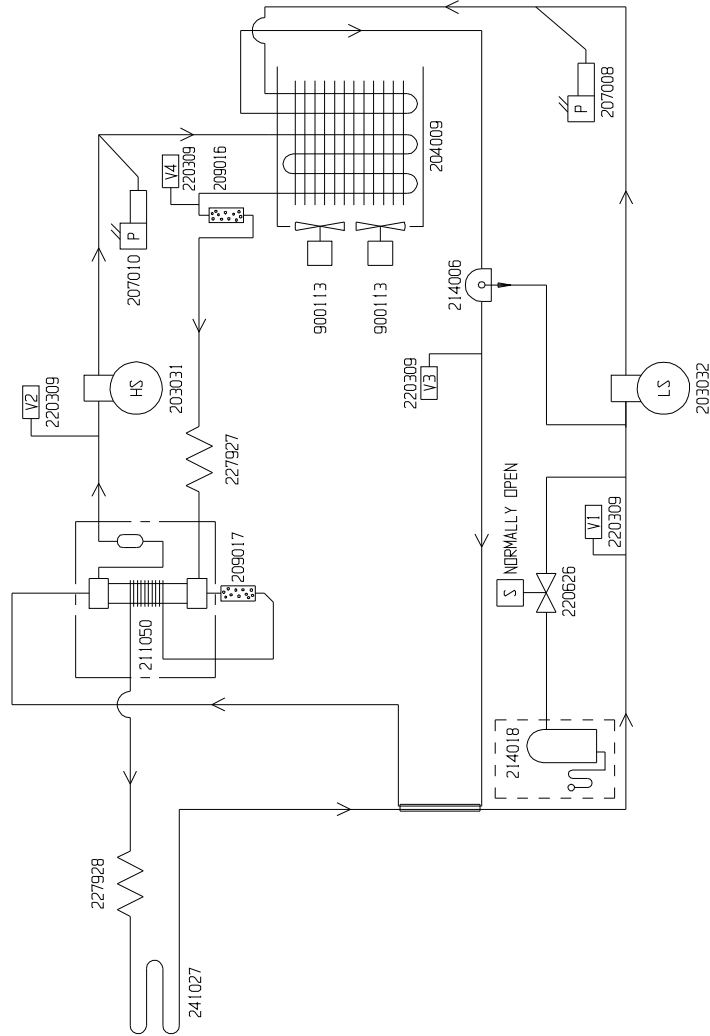 V4
220309
209016
P
207010
V2
220309
HS
203031
227927
209017
211050
227928
241027
204009
900113
900113
214006
220309
V3
P
207008
LS
203032
NORMALLY OPEN
S
220626
V1
220309
214018